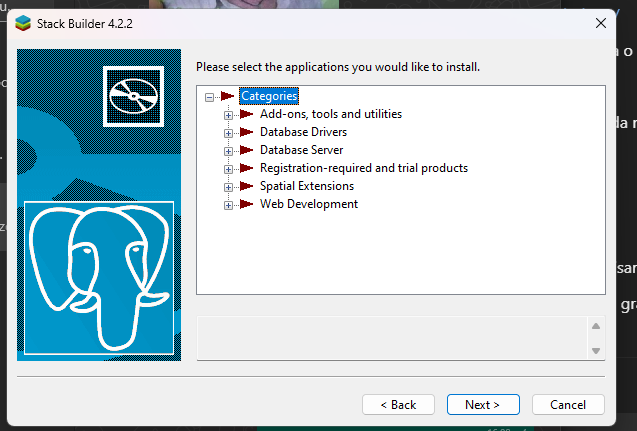 Stack Builder 4.2.2
Please select the applications you would like to install.
Categories
Add-ons, tools and utilities
Database Drivers
Database Server
Registration-required and trial products
Spatial Extensions
Web Development
< Back
Next >
Cancel